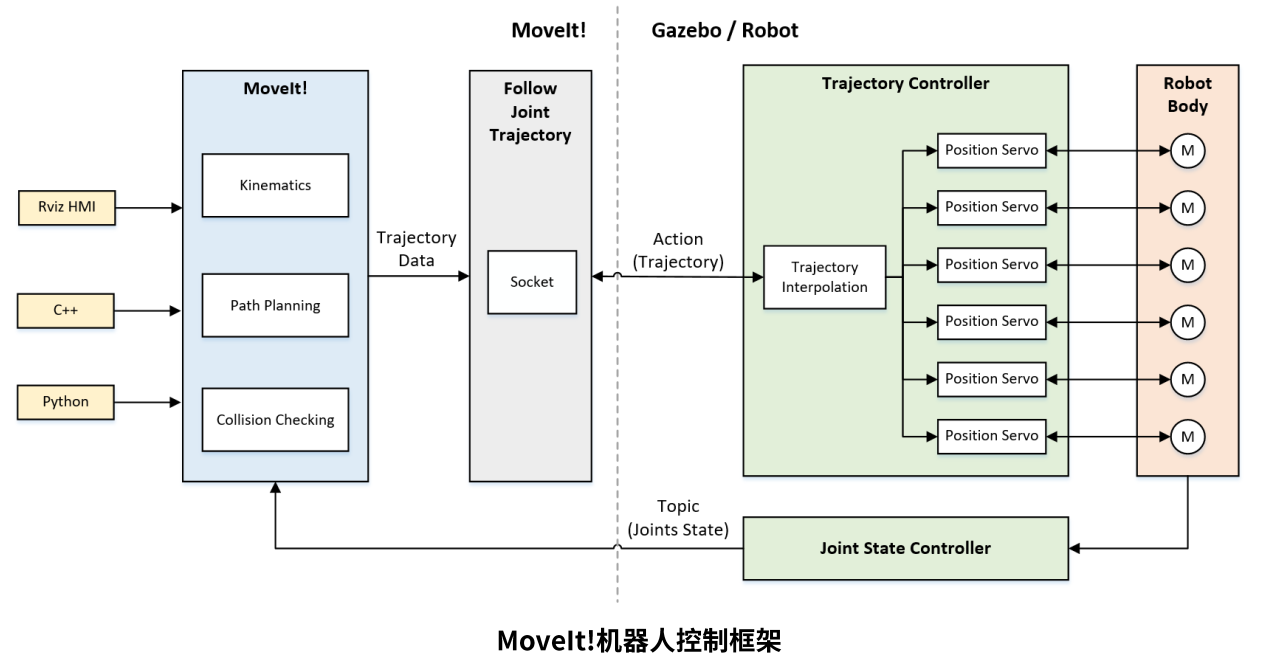 MoveIt!
Gazebo / Robot
MoveIt!
Kinematics
Path Planning
Collision Checking
Rviz HMI
C++
Python
Trajectory
Data
Follow
Joint
Trajectory
Socket
Action
(Trajectory)
Trajectory Controller
Trajectory
Interpolation
Position Servo
Position Servo
Position Servo
Position Servo
Position Servo
Position Servo
Robot
Body
M
M
M
M
M
M
Topic
(Joints State)
Joint State Controller
MoveIt!机器人控制框架